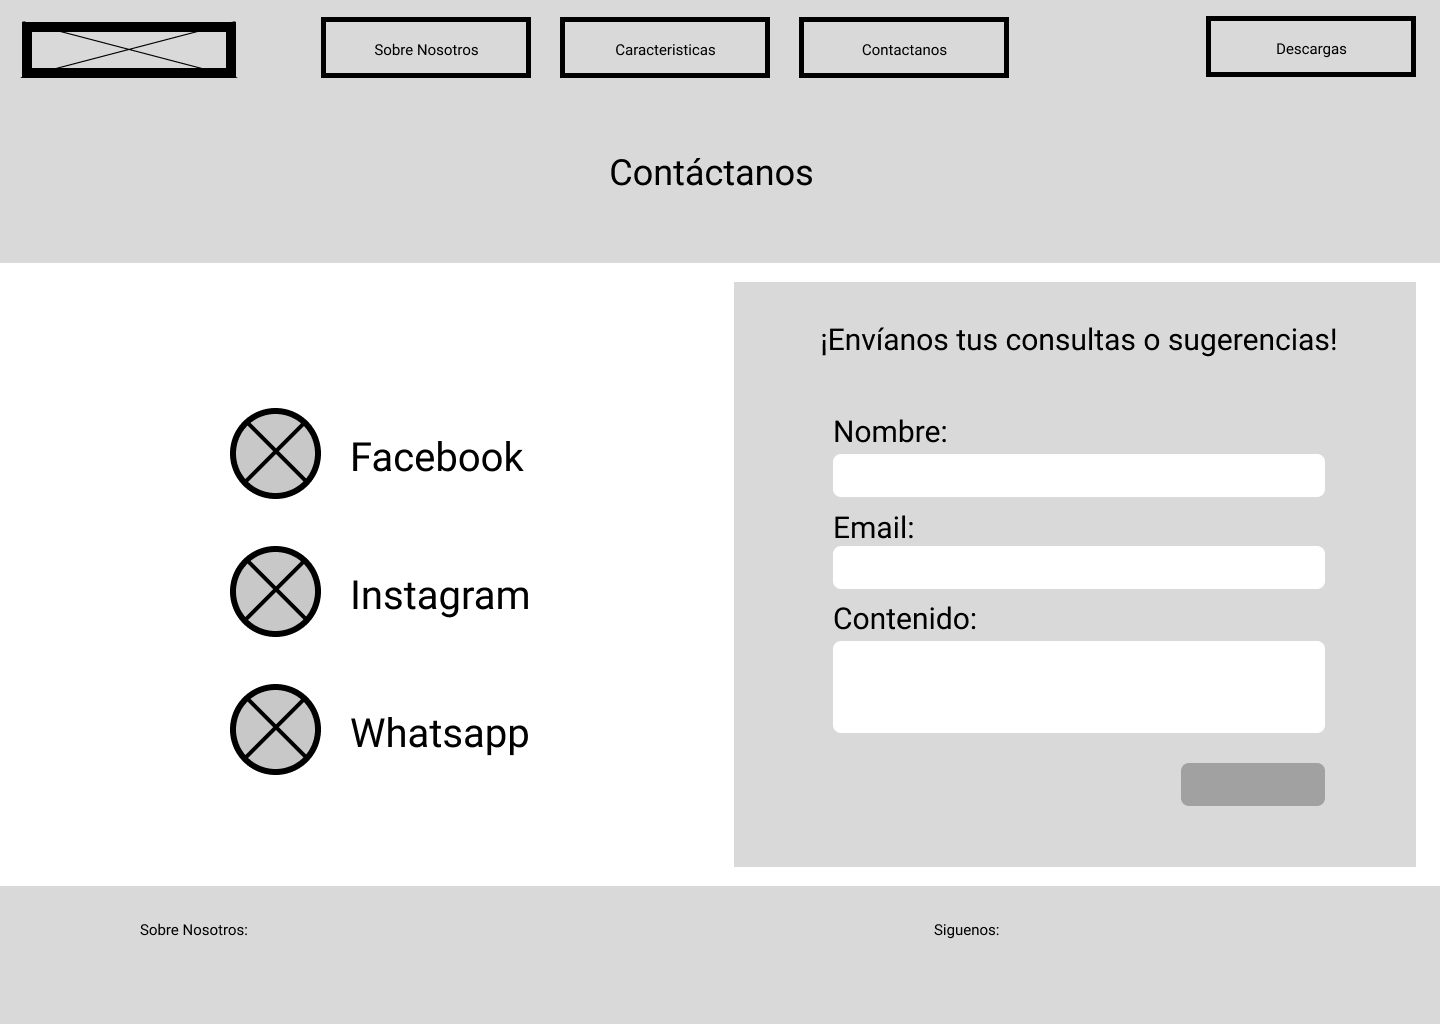 Sobre Nosotros
Caracteristicas
Contactanos
Descargas
Contáctanos
Facebook
Instagram
Whatsapp
¡Envíanos tus consultas o sugerencias!
Nombre:
Email:
Contenido:
Sobre Nosotros:
Siguenos: